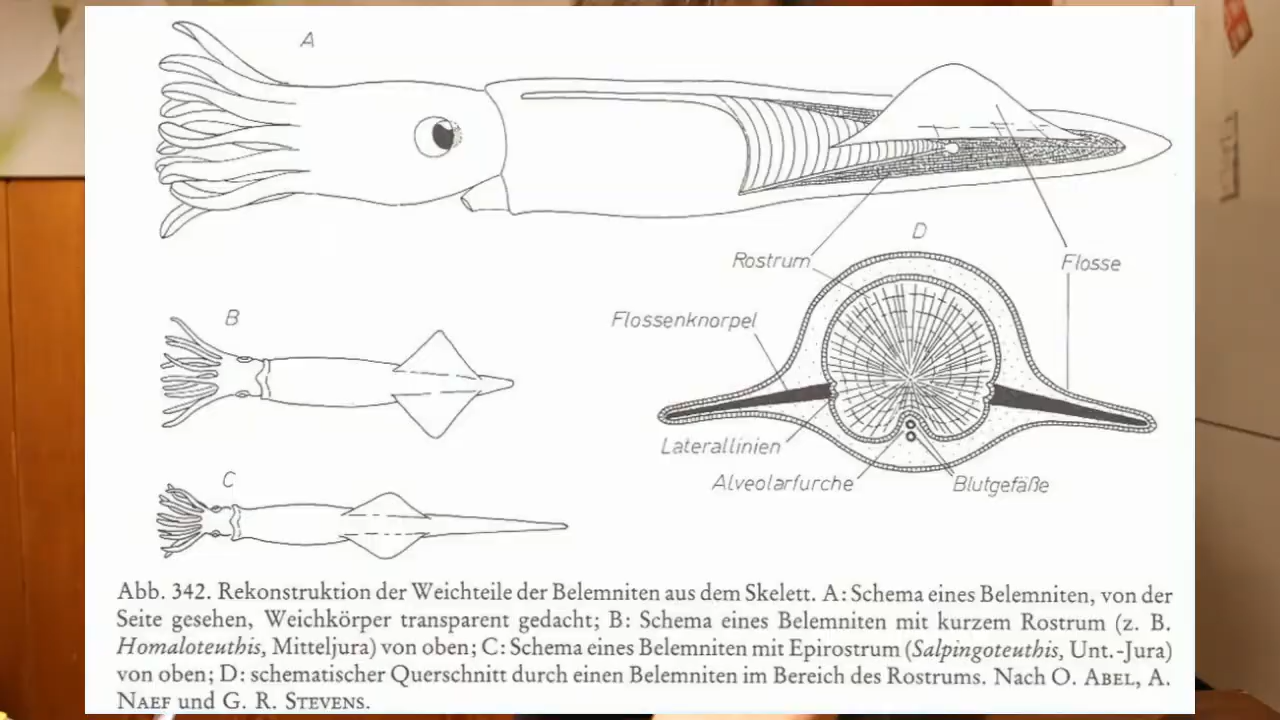 A
Rostrum
D
Flosse
Flossenknorpel
B
Laterallinien
C
Alveolarfurche
Blutgefäße
Abb. 342. Rekonstruktion der Weichteile der Belemniten aus dem Skelett. A: Schema eines Belemniten, von der
Seite gesehen, Weichkörper transparent gedacht; B: Schema eines Belemniten mit kurzem Rostrum (z. B.
Homaloteuthis, Mitteljura) von oben; C: Schema eines Belemniten mit Epirostrum (Salpingoteuthis, Unt.-Jura)
von oben; D: schematischer Querschnitt durch einen Belemniten im Bereich des Rostrums. Nach O. ABEL, A.
NAEF und G. R. STEVENS.